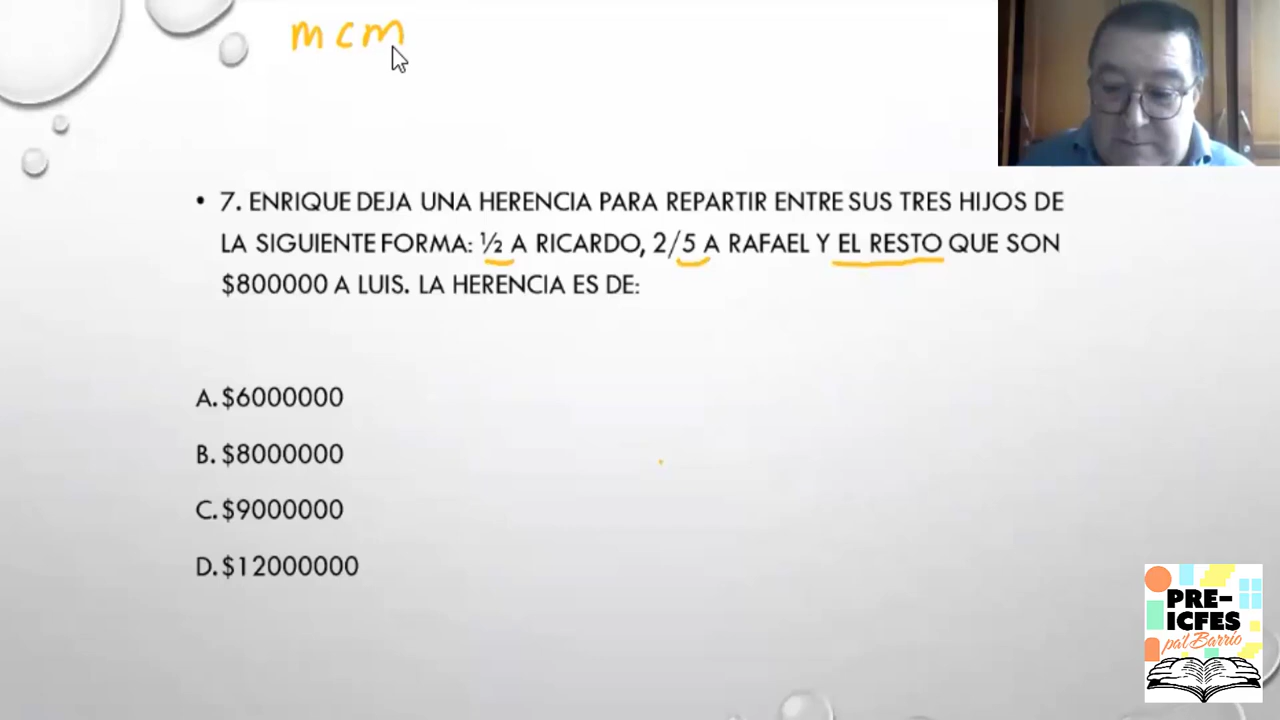 mcm
• 7. ENRIQUE DEJA UNA HERENCIA PARA REPARTIR ENTRE SUS TRES HIJOS DE
LA SIGUIENTE FORMA: ½ A RICARDO, 2/5 A RAFAEL Y EL RESTO QUE SON
$800000 A LUIS. LA HERENCIA ES DE:
A. $6000000
B. $8000000
C. $9000000
D. $12000000
PRE-
ICFES
pa'l Barrio